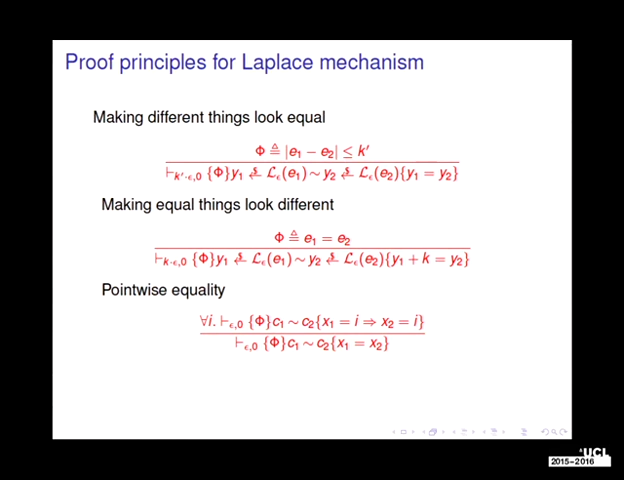 Proof principles for Laplace mechanism
Making different things look equal
Φ ≜ |e₁ − e₂| ≤ k′
⊢k′·ϵ,0 {Φ}y₁ ←$ ℒϵ(e₁) ∼ y₂ ←$ ℒϵ(e₂){y₁ = y₂}
Making equal things look different
Φ ≜ e₁ = e₂
⊢k·ϵ,0 {Φ}y₁ ←$ ℒϵ(e₁) ∼ y₂ ←$ ℒϵ(e₂){y₁ + k = y₂}
Pointwise equality
∀i. ⊢ϵ,0 {Φ}c₁ ∼ c₂{x₁ = i ⇒ x₂ = i}
⊢ϵ,0 {Φ}c₁ ∼ c₂{x₁ = x₂}
UCL
2015–2016